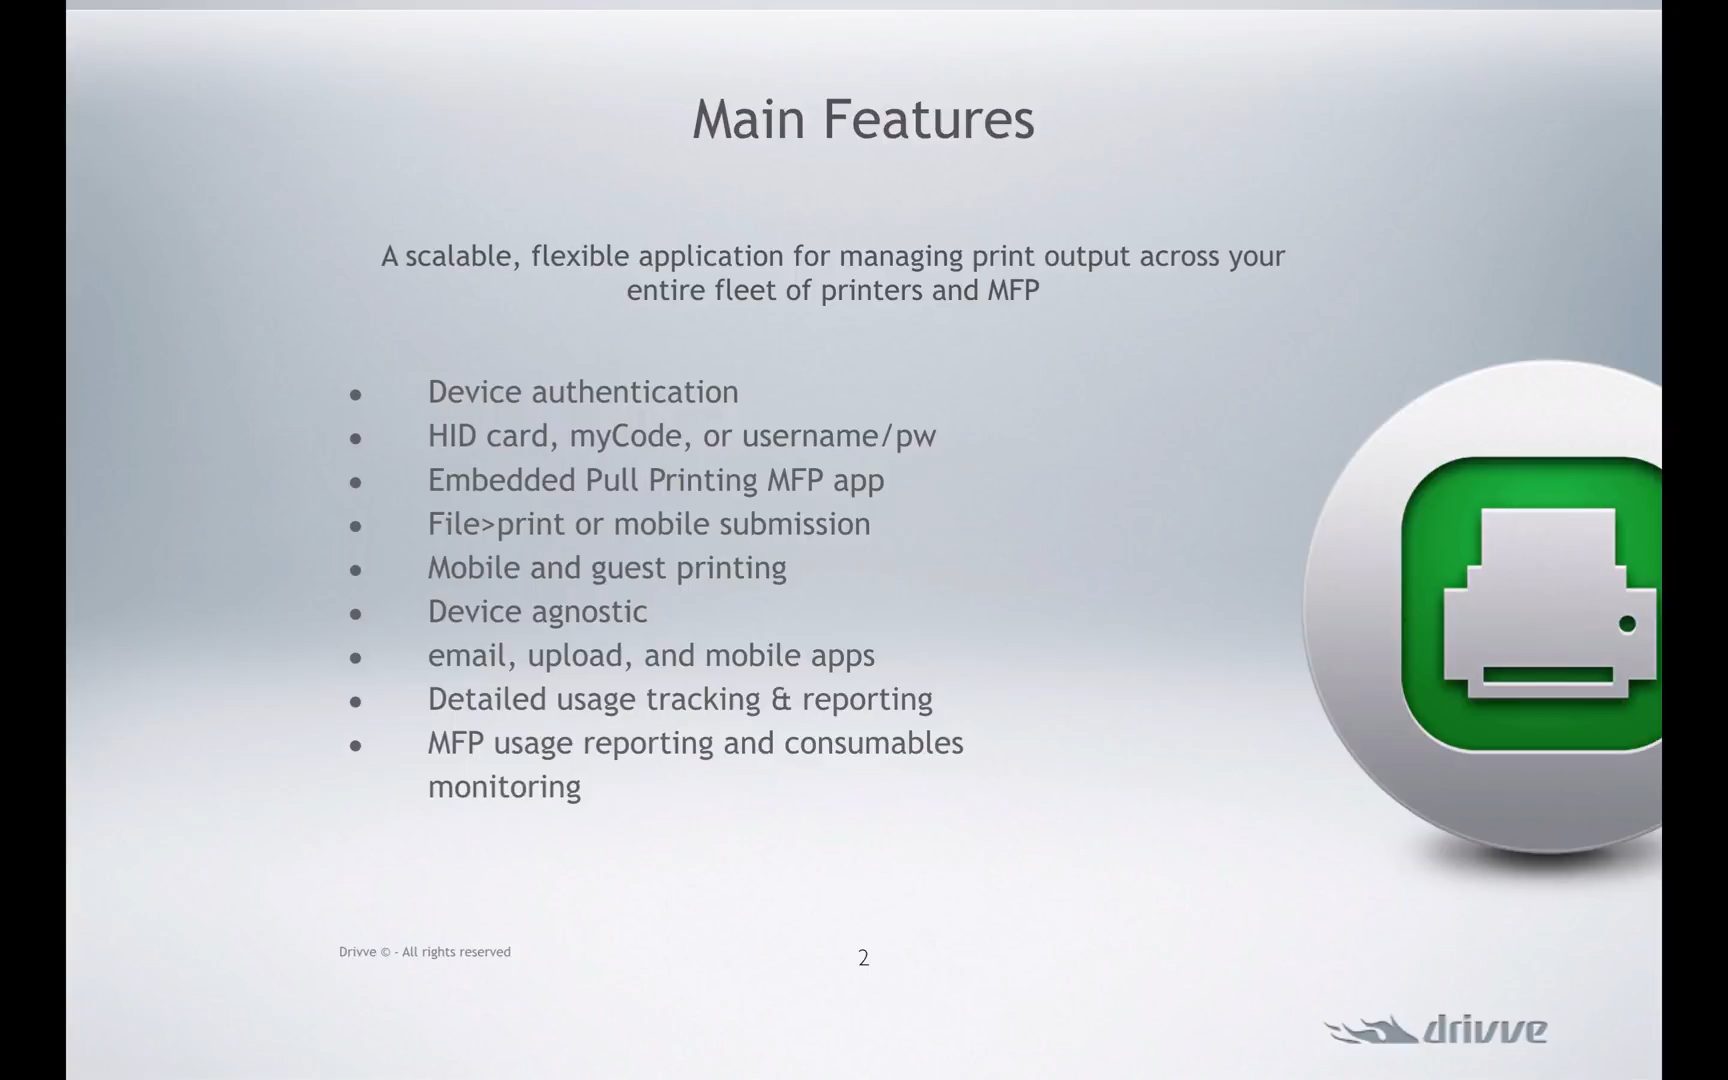 Main Features
A scalable, flexible application for managing print output across your
entire fleet of printers and MFP
• Device authentication
• HID card, myCode, or username/pw
• Embedded Pull Printing MFP app
• File>print or mobile submission
• Mobile and guest printing
• Device agnostic
• email, upload, and mobile apps
• Detailed usage tracking & reporting
• MFP usage reporting and consumables
monitoring
Drivve © - All rights reserved
2
drivve